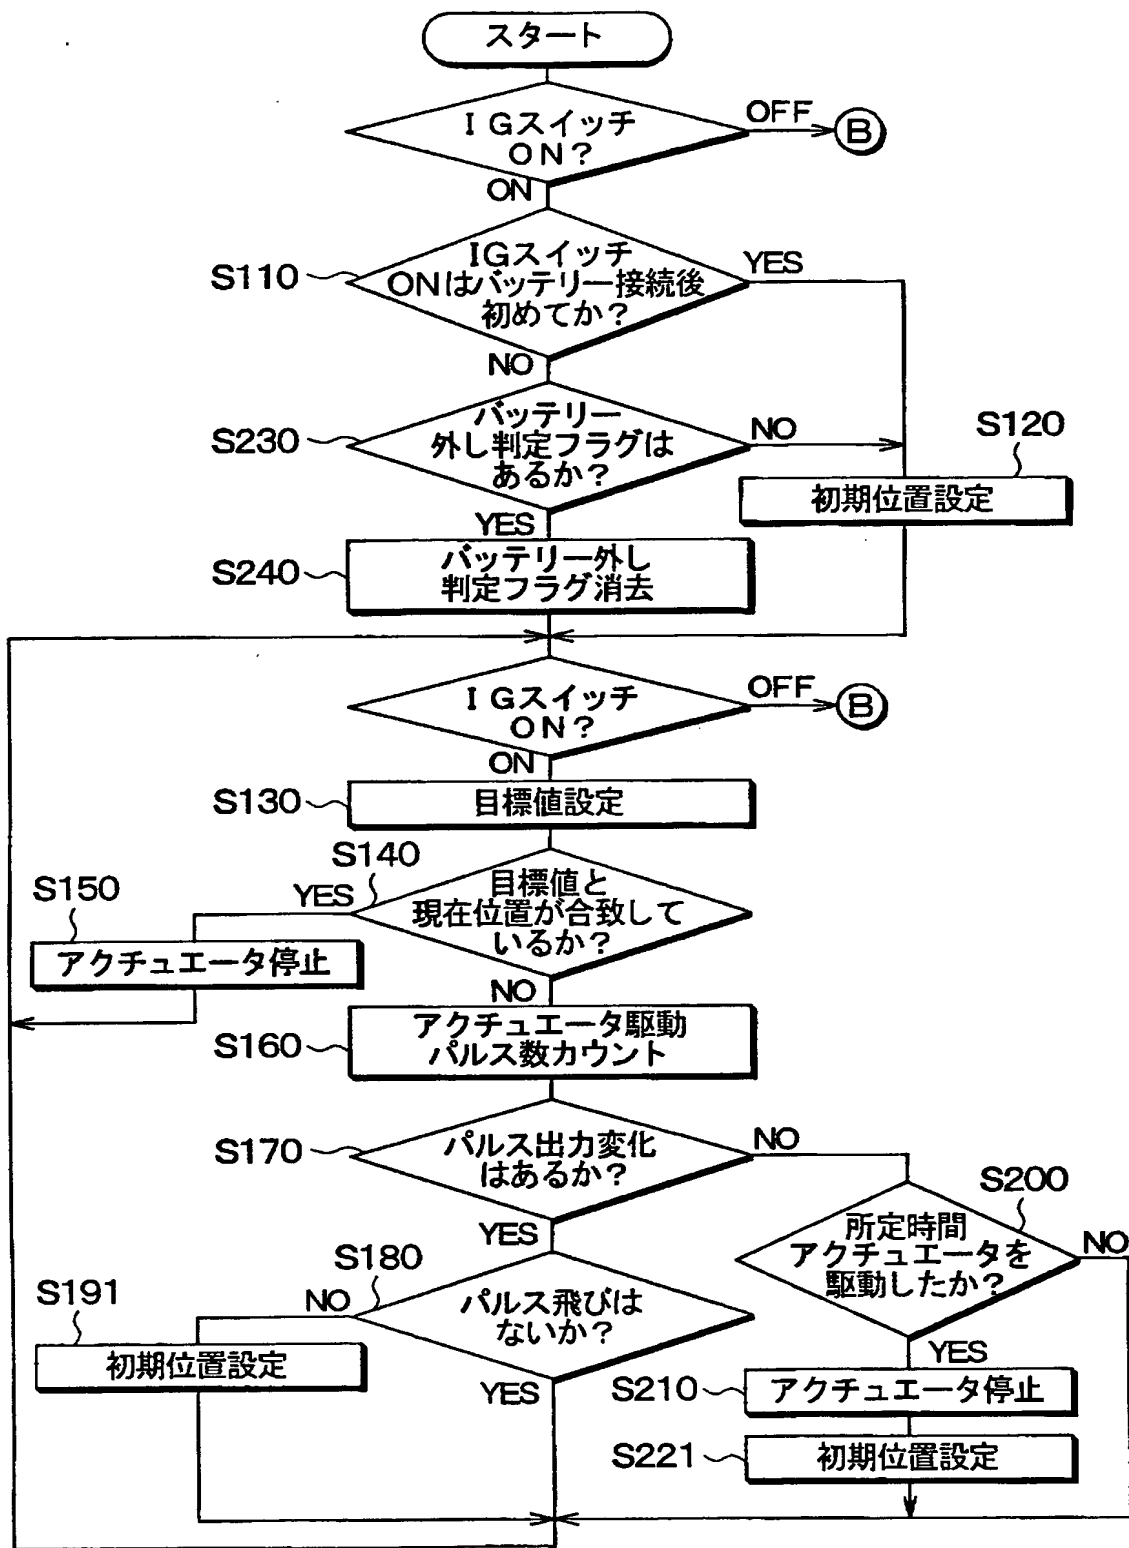 スタート
IGスイッチ
ON?
OFF
B
ON
S110
IGスイッチ
ONはバッテリー接続後
初めてか?
YES
NO
S230
バッテリー
外し判定フラグは
あるか?
NO
S120
初期位置設定
YES
S240
バッテリー外し
判定フラグ消去
IGスイッチ
ON?
OFF
B
ON
S130
目標値設定
S140
目標値と
現在位置が合致して
いるか?
YES
S150
アクチュエータ停止
NO
S160
アクチュエータ駆動
パルス数カウント
S170
パルス出力変化
はあるか?
NO
YES
S200
所定時間
アクチュエータを
駆動したか?
NO
S180
パルス飛びは
ないか?
NO
S191
初期位置設定
YES
YES
S210
アクチュエータ停止
S221
初期位置設定